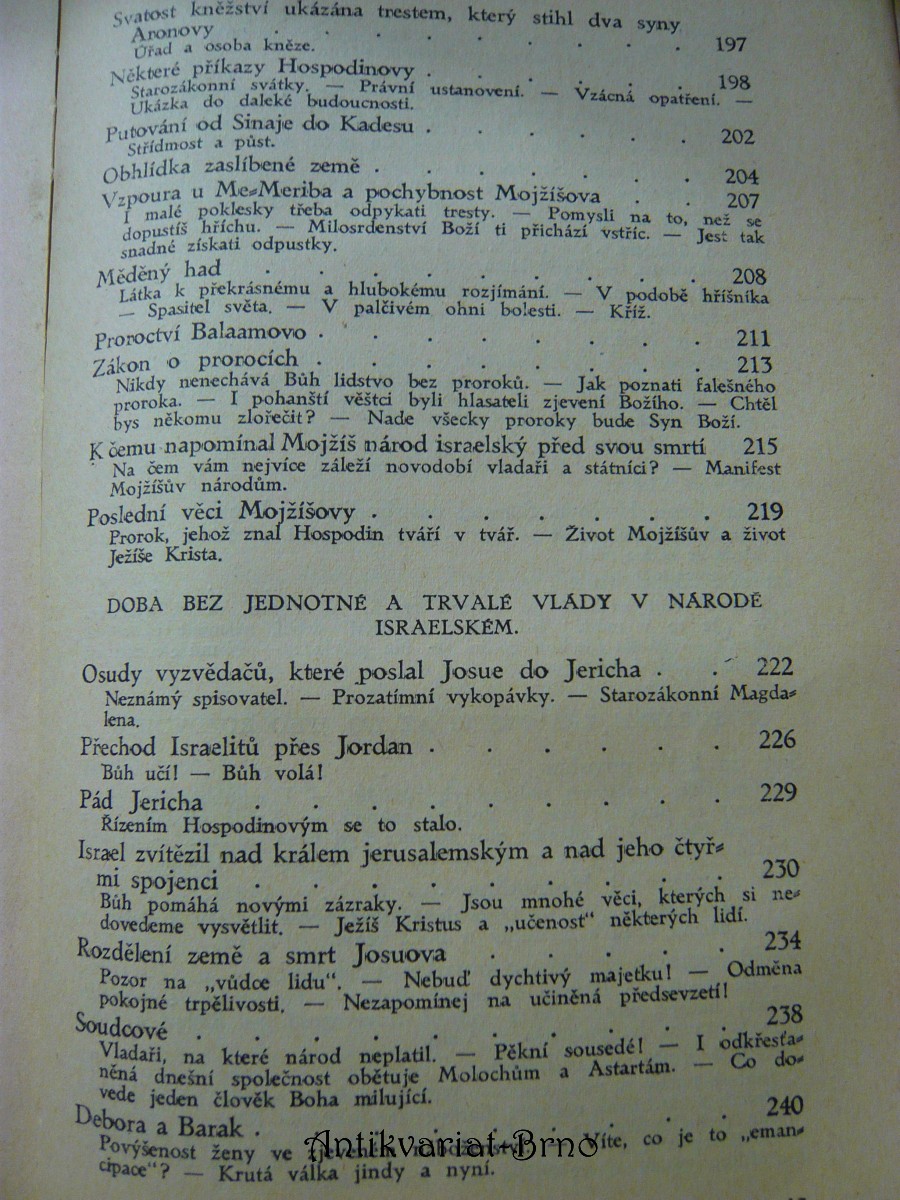 Svatost kněžství ukázána trestem, který stihl dva syny
Aronovy . . . . . . . . 197
Úřad a osoba kněze.
Některé příkazy Hospodinovy . . . . . . 198
Starozákonní svátky. — Právní ustanovení. — Vzácná opatření. —
Ukázka do daleké budoucnosti.
Putování od Sinaje do Kadesu . . . . . . 202
Střídmost a půst.
Obhlídka zaslíbené země . . . . . . . 204
Vzpoura u Me=Meriba a pochybnost Mojžíšova . . 207
I malé poklesky třeba odpykati tresty. — Pomysli na to, než se
dopustíš hříchu. — Milosrdenství Boží ti přichází vstříc. — Jest tak
snadné získati odpustky.
Měděný had . . . . . . . . . 208
Látka k překrásnému a hlubokému rozjímání. — V podobě hříšníka
— Spasitel světa. — V palčivém ohni bolesti. — Kříž.
Proroctví Balaamovo . . . . . . . . 211
Zákon o prorocích . . . . . . . . 213
Nikdy nenechává Bůh lidstvo bez proroků. — Jak poznati falešného
proroka. — I pohanští věštci byli hlasateli zjevení Božího. — Chtěl
bys někomu zlořečit? — Nade všecky proroky bude Syn Boží.
K čemu napomínal Mojžíš národ israelský před svou smrtí 215
Na čem vám nejvíce záleží novodobí vladaři a státníci? — Manifest
Mojžíšův národům.
Poslední věci Mojžíšovy . . . . . . . 219
Prorok, jehož znal Hospodin tváří v tvář. — Život Mojžíšův a život
Ježíše Krista.
DOBA BEZ JEDNOTNÉ A TRVALÉ VLÁDY V NÁRODĚ
ISRAELSKÉM.
Osudy vyzvědačů, které poslal Josue do Jericha . . 222
Neznámý spisovatel. — Prozatímní vykopávky. — Starozákonní Magda=
lena.
Přechod Israelitů přes Jordan . . . . . . 226
Bůh učí! — Bůh volá!
Pád Jericha . . . . . . . . . 229
Řízením Hospodinovým se to stalo.
Israel zvítězil nad králem jerusalemským a nad jeho čtyř=
mi spojenci . . . . . . . . . 230
Bůh pomáhá novými zázraky. — Jsou mnohé věci, kterých si ne=
dovedeme vysvětlit. — Ježíš Kristus a „učenost“ některých lidí.
Rozdělení země a smrt Josuova . . . . . 234
Pozor na „vůdce lidu“. — Nebuď dychtivý majetku! — Odměna
pokojné trpělivosti. — Nezapomínej na učiněná předsevzetí!
Soudcové . . . . . . . . . . 238
Vladaři, na které národ neplatil. — Pěkní sousedé! — I odkřesťa=
něná dnešní společnost obětuje Molochům a Astartám. — Co do=
vede jeden člověk Boha milující.
Debora a Barak . . . . . . . . . 240
Povýšenost ženy ve zjeveném náboženství. — Víte, co je to „eman=
cipace“? — Krutá válka jindy a nyní.
Antikvariat-Brno